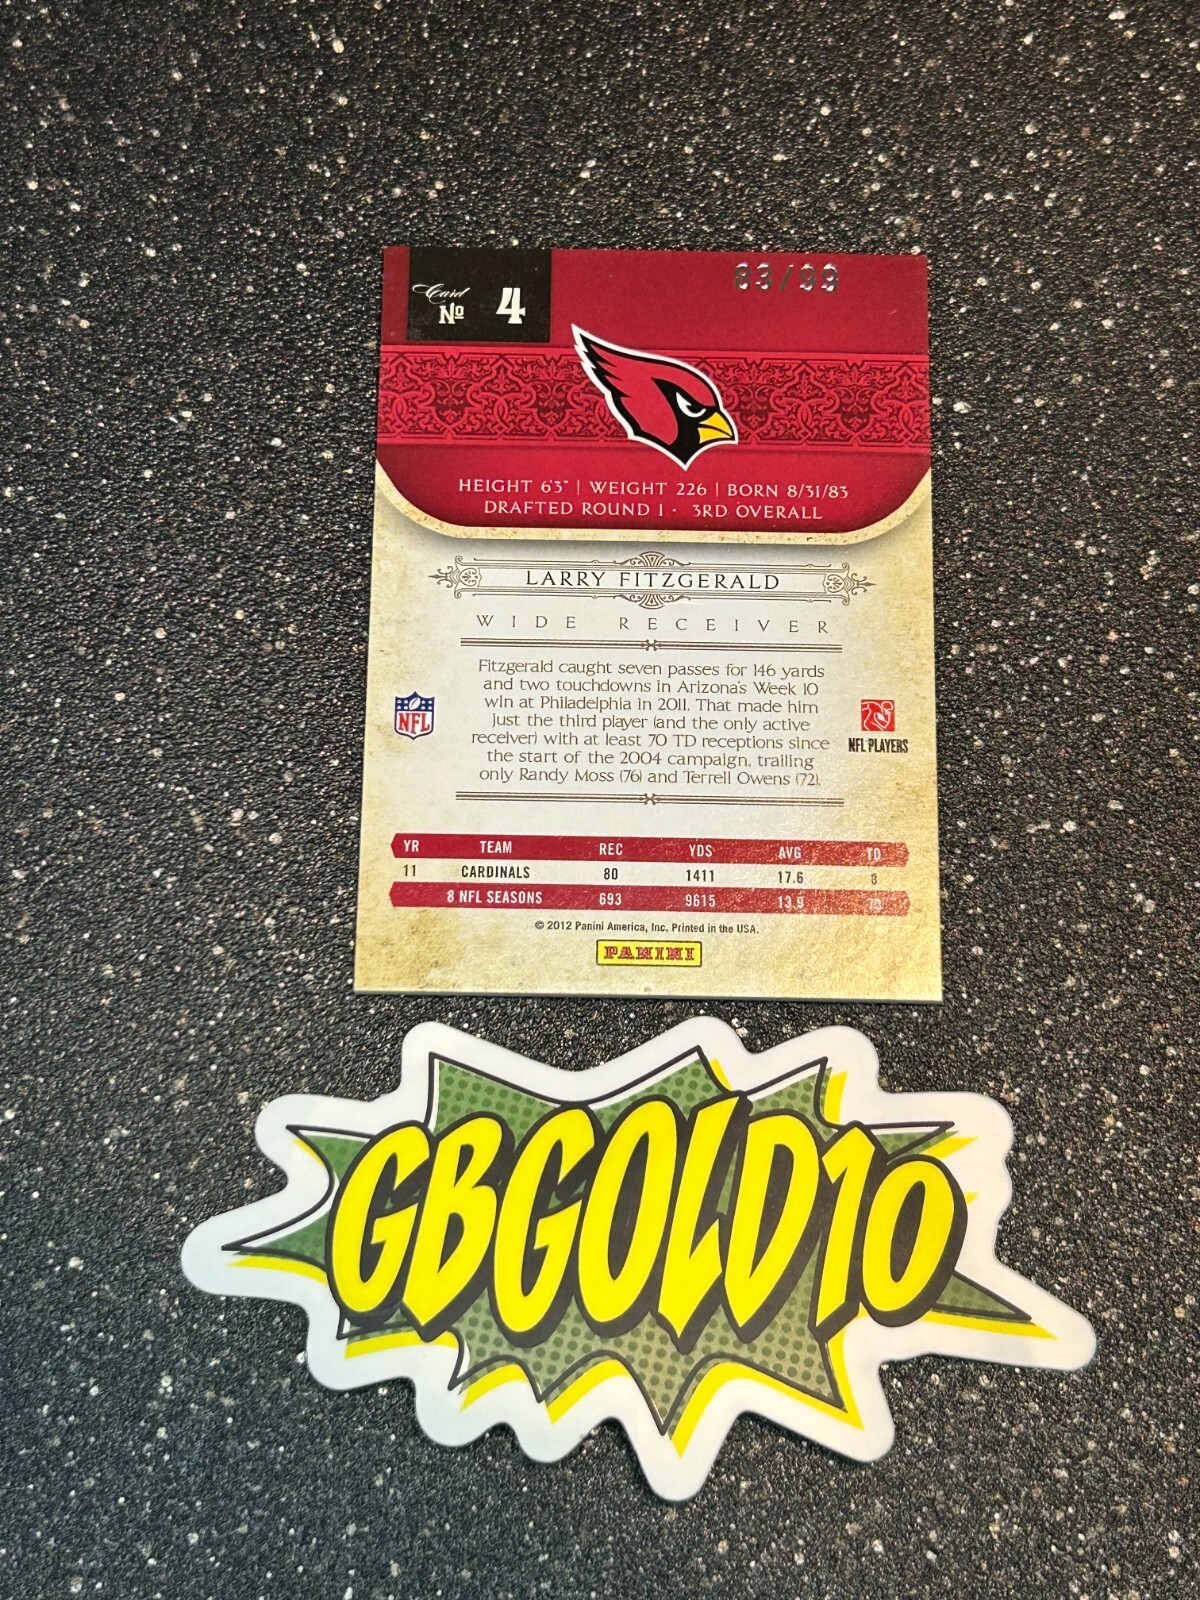 Card
No 4
83/99
HEIGHT 6'3" | WEIGHT 226 | BORN 8/31/83
DRAFTED ROUND 1 · 3RD OVERALL
LARRY FITZGERALD
WIDE RECEIVER
Fitzgerald caught seven passes for 146 yards
and two touchdowns in Arizona's Week 10
win at Philadelphia in 2011. That made him
just the third player (and the only active
receiver) with at least 70 TD receptions since
the start of the 2004 campaign, trailing
only Randy Moss (76) and Terrell Owens (72).
NFL
NFL PLAYERS
YR TEAM REC YDS AVG TD
11 CARDINALS 80 1411 17.6 8
8 NFL SEASONS 693 9615 13.9 73
© 2012 Panini America, Inc. Printed in the USA.
PANINI
GBGOLD10